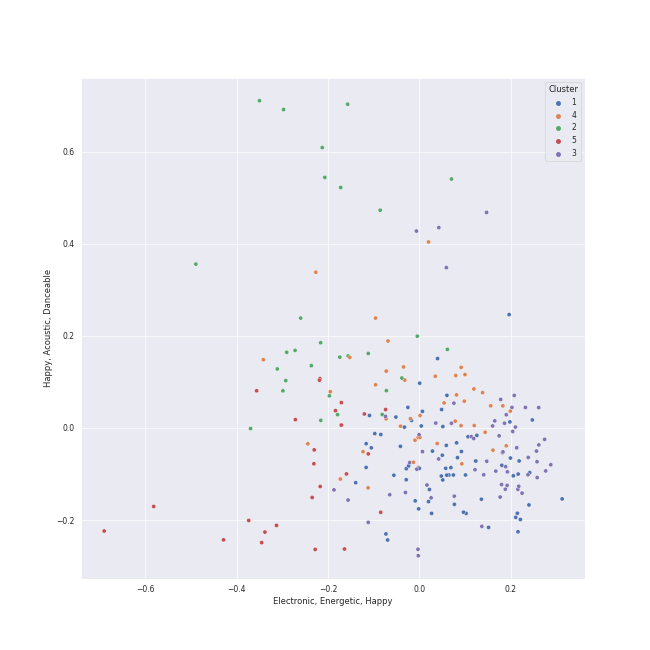 Cluster
1
4
2
5
3
0.6
0.4
0.2
0.0
−0.2
Happy, Acoustic, Danceable
−0.6 −0.4 −0.2 0.0 0.2
Electronic, Energetic, Happy